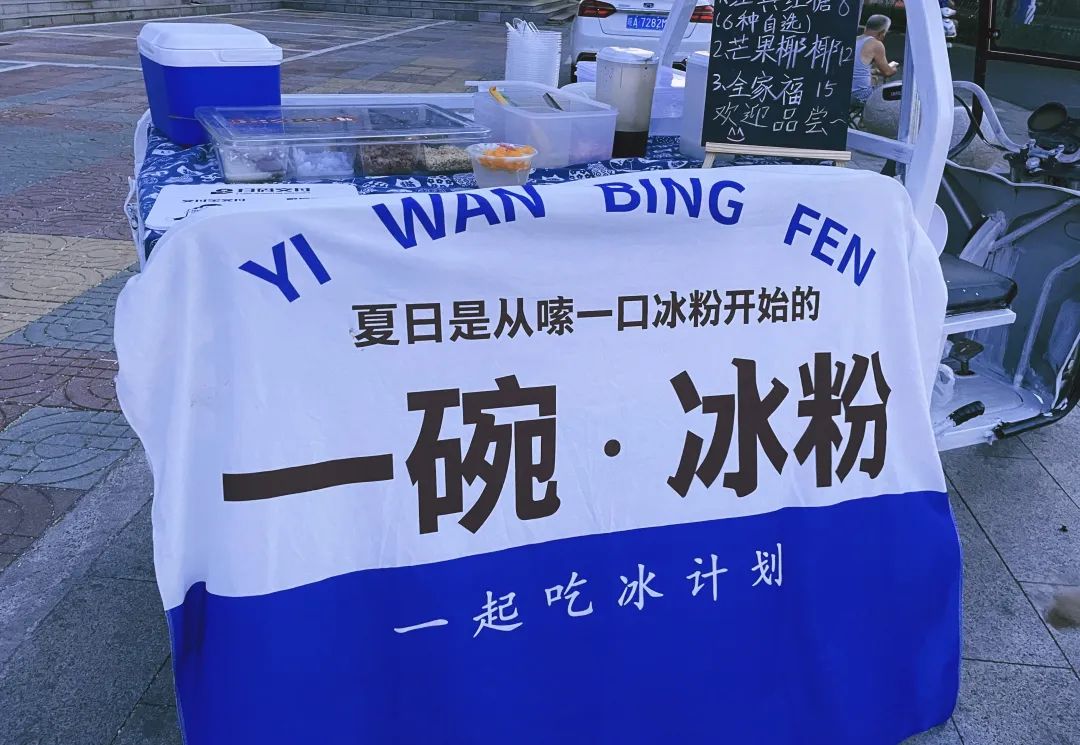 (6种自选)
2.芒果椰椰12
3.全家福 15
欢迎品尝~
YI WAN BING FEN
夏日是从嗦一口冰粉开始的
一碗·冰粉
一起吃冰计划